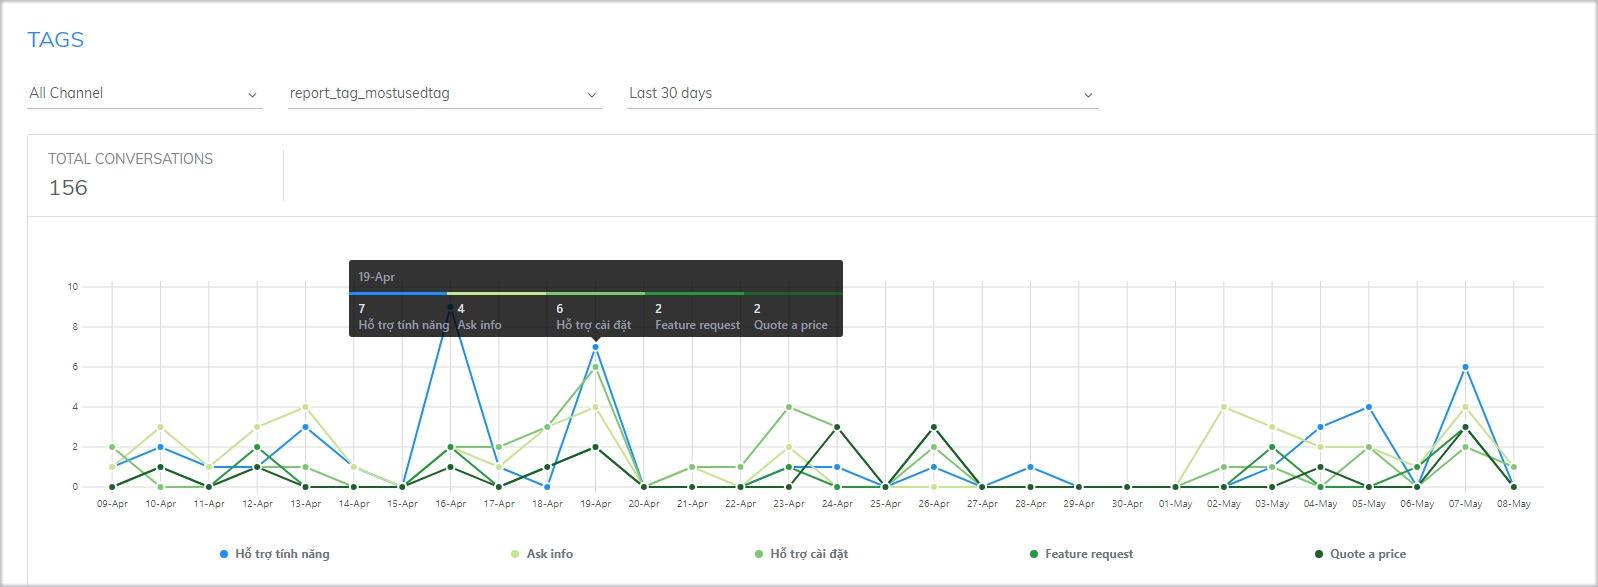 TAGS
All Channel report_tag_mostusedtag Last 30 days
TOTAL CONVERSATIONS
156
19-Apr
7 4 6 2 2
Hỗ trợ tính năng Ask info Hỗ trợ cài đặt Feature request Quote a price
10
8
6
4
2
0
09-Apr 10-Apr 11-Apr 12-Apr 13-Apr 14-Apr 15-Apr 16-Apr 17-Apr 18-Apr 19-Apr 20-Apr 21-Apr 22-Apr 23-Apr 24-Apr 25-Apr 26-Apr 27-Apr 28-Apr 29-Apr 30-Apr 01-May 02-May 03-May 04-May 05-May 06-May 07-May 08-May
Hỗ trợ tính năng Ask info Hỗ trợ cài đặt Feature request Quote a price